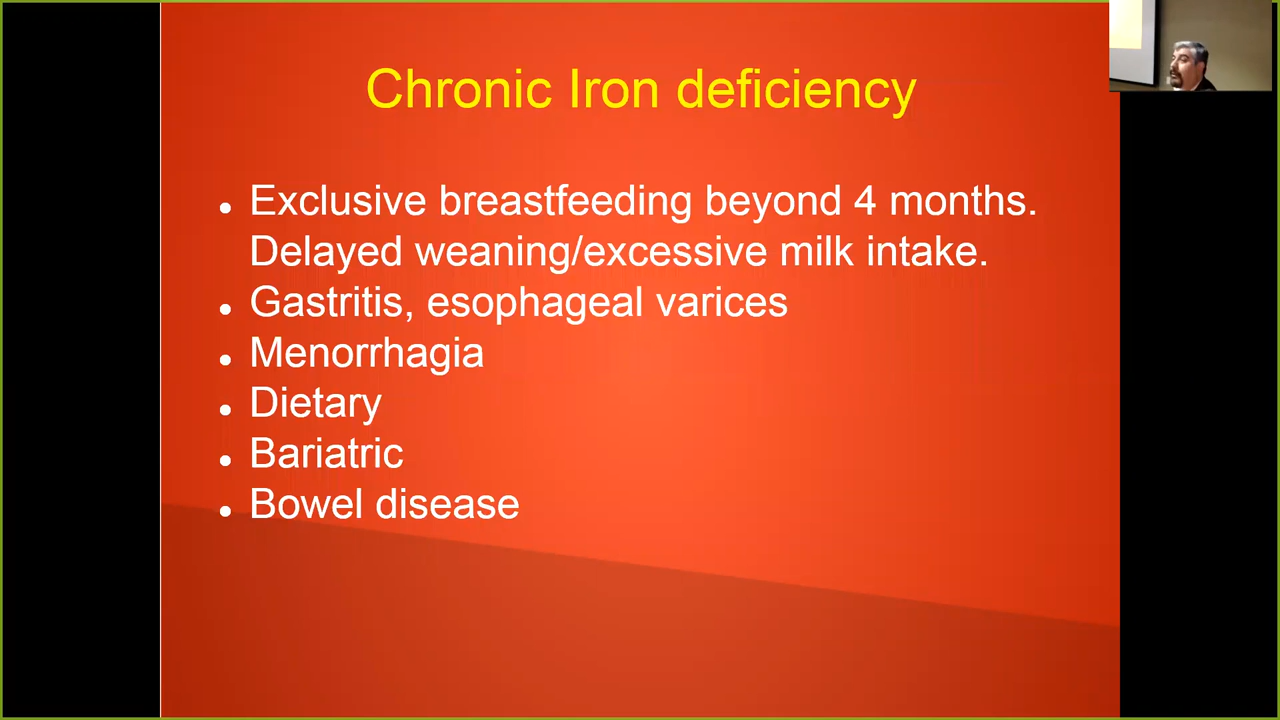 Chronic Iron deficiency
• Exclusive breastfeeding beyond 4 months.
Delayed weaning/excessive milk intake.
• Gastritis, esophageal varices
• Menorrhagia
• Dietary
• Bariatric
• Bowel disease